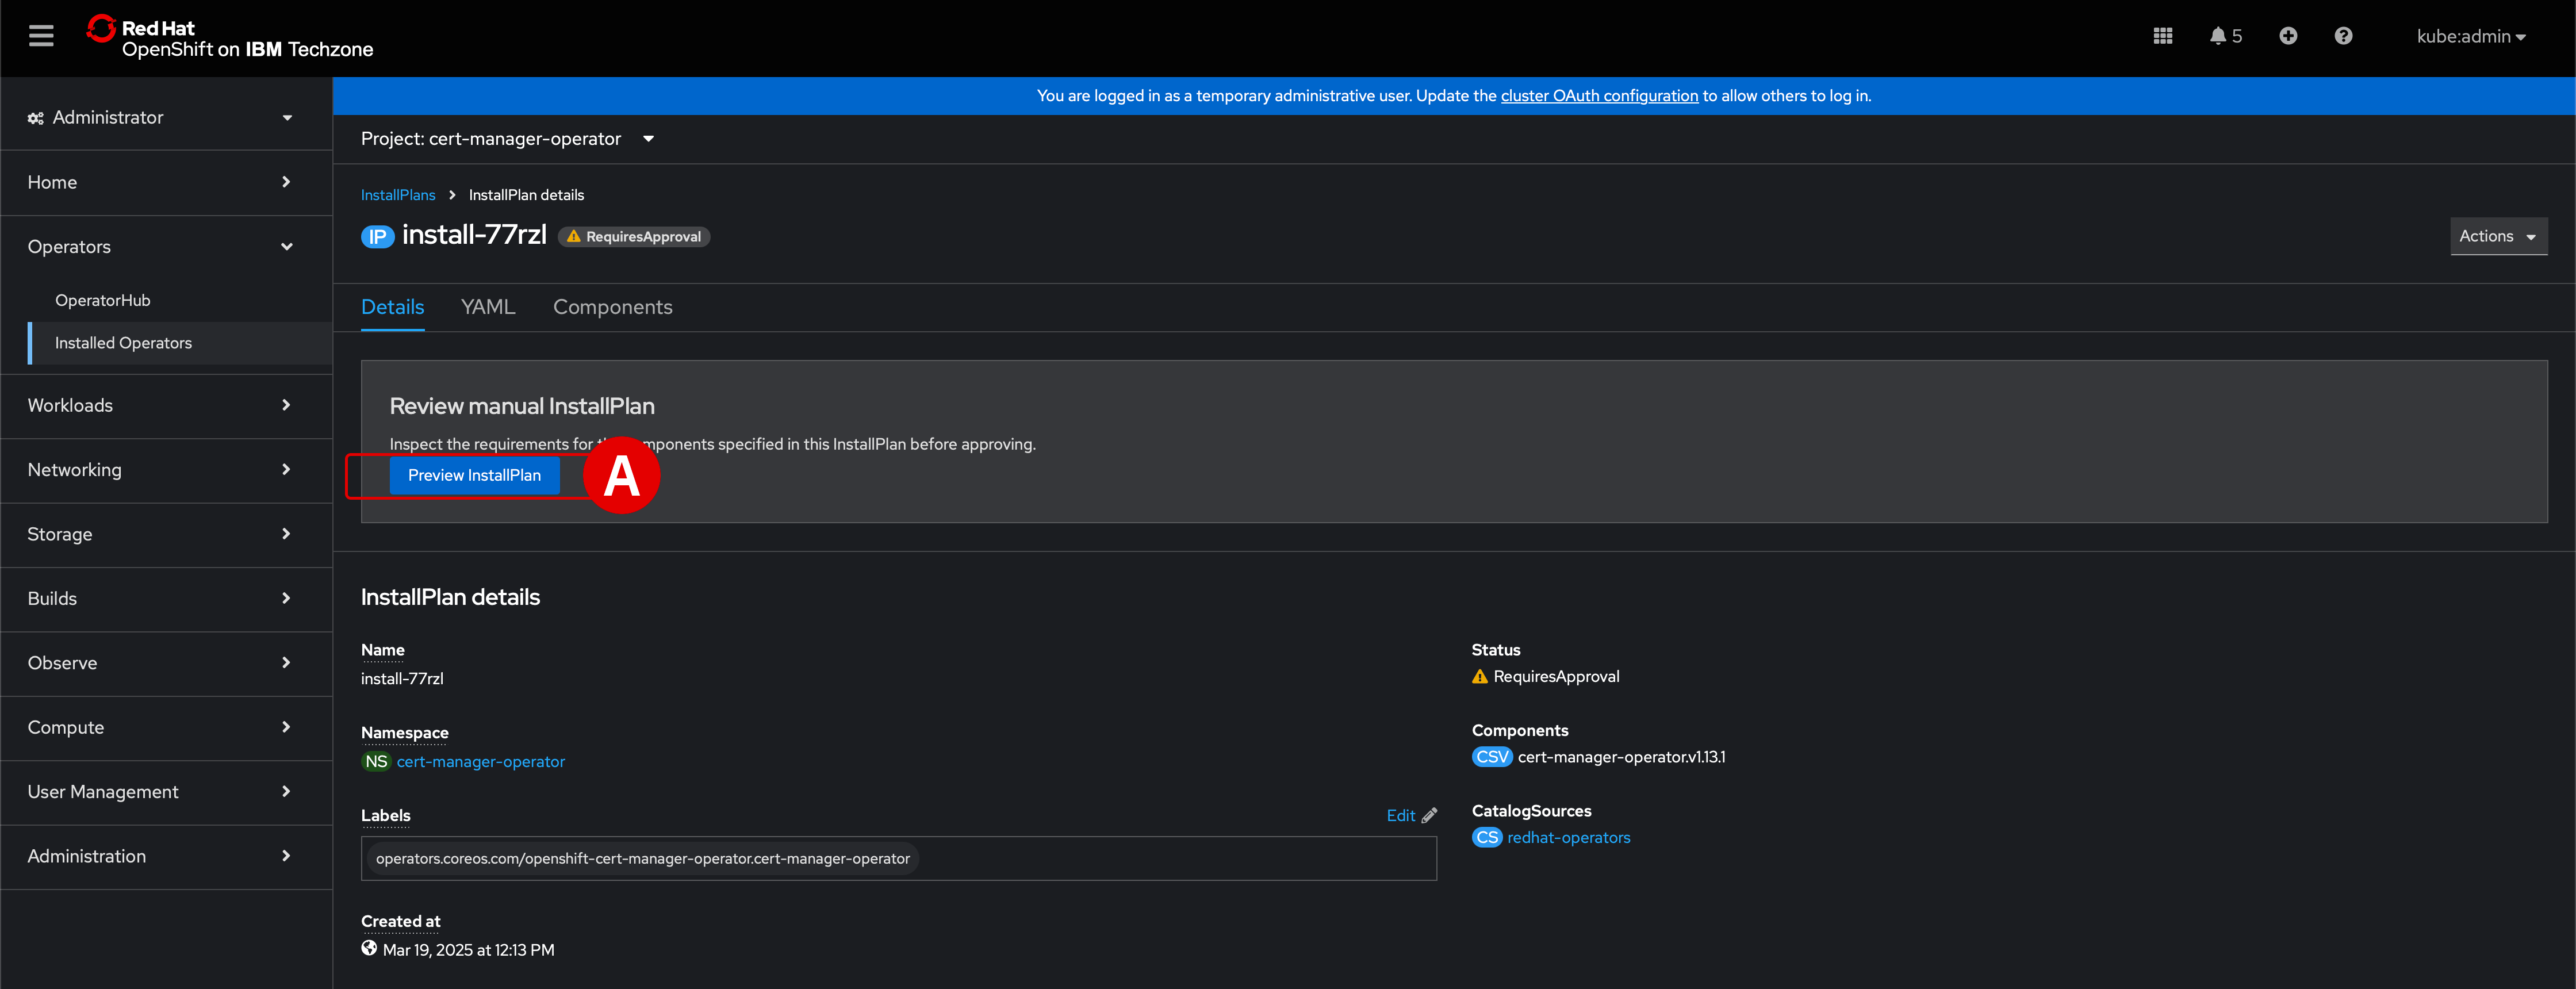 Red Hat
OpenShift on IBM Techzone
5
kube:admin
You are logged in as a temporary administrative user. Update the cluster OAuth configuration to allow others to log in.
Administrator
Home
Operators
OperatorHub
Installed Operators
Workloads
Networking
Storage
Builds
Observe
Compute
User Management
Administration
Project: cert-manager-operator
InstallPlans > InstallPlan details
IP install-77rzl RequiresApproval
Actions
Details YAML Components
Review manual InstallPlan
Inspect the requirements for components specified in this InstallPlan before approving.
Preview InstallPlan
A
InstallPlan details
Name
install-77rzl
Namespace
NS cert-manager-operator
Labels
Edit
operators.coreos.com/openshift-cert-manager-operator.cert-manager-operator
Created at
Mar 19, 2025 at 12:13 PM
Status
RequiresApproval
Components
CSV cert-manager-operator.v1.13.1
CatalogSources
CS redhat-operators